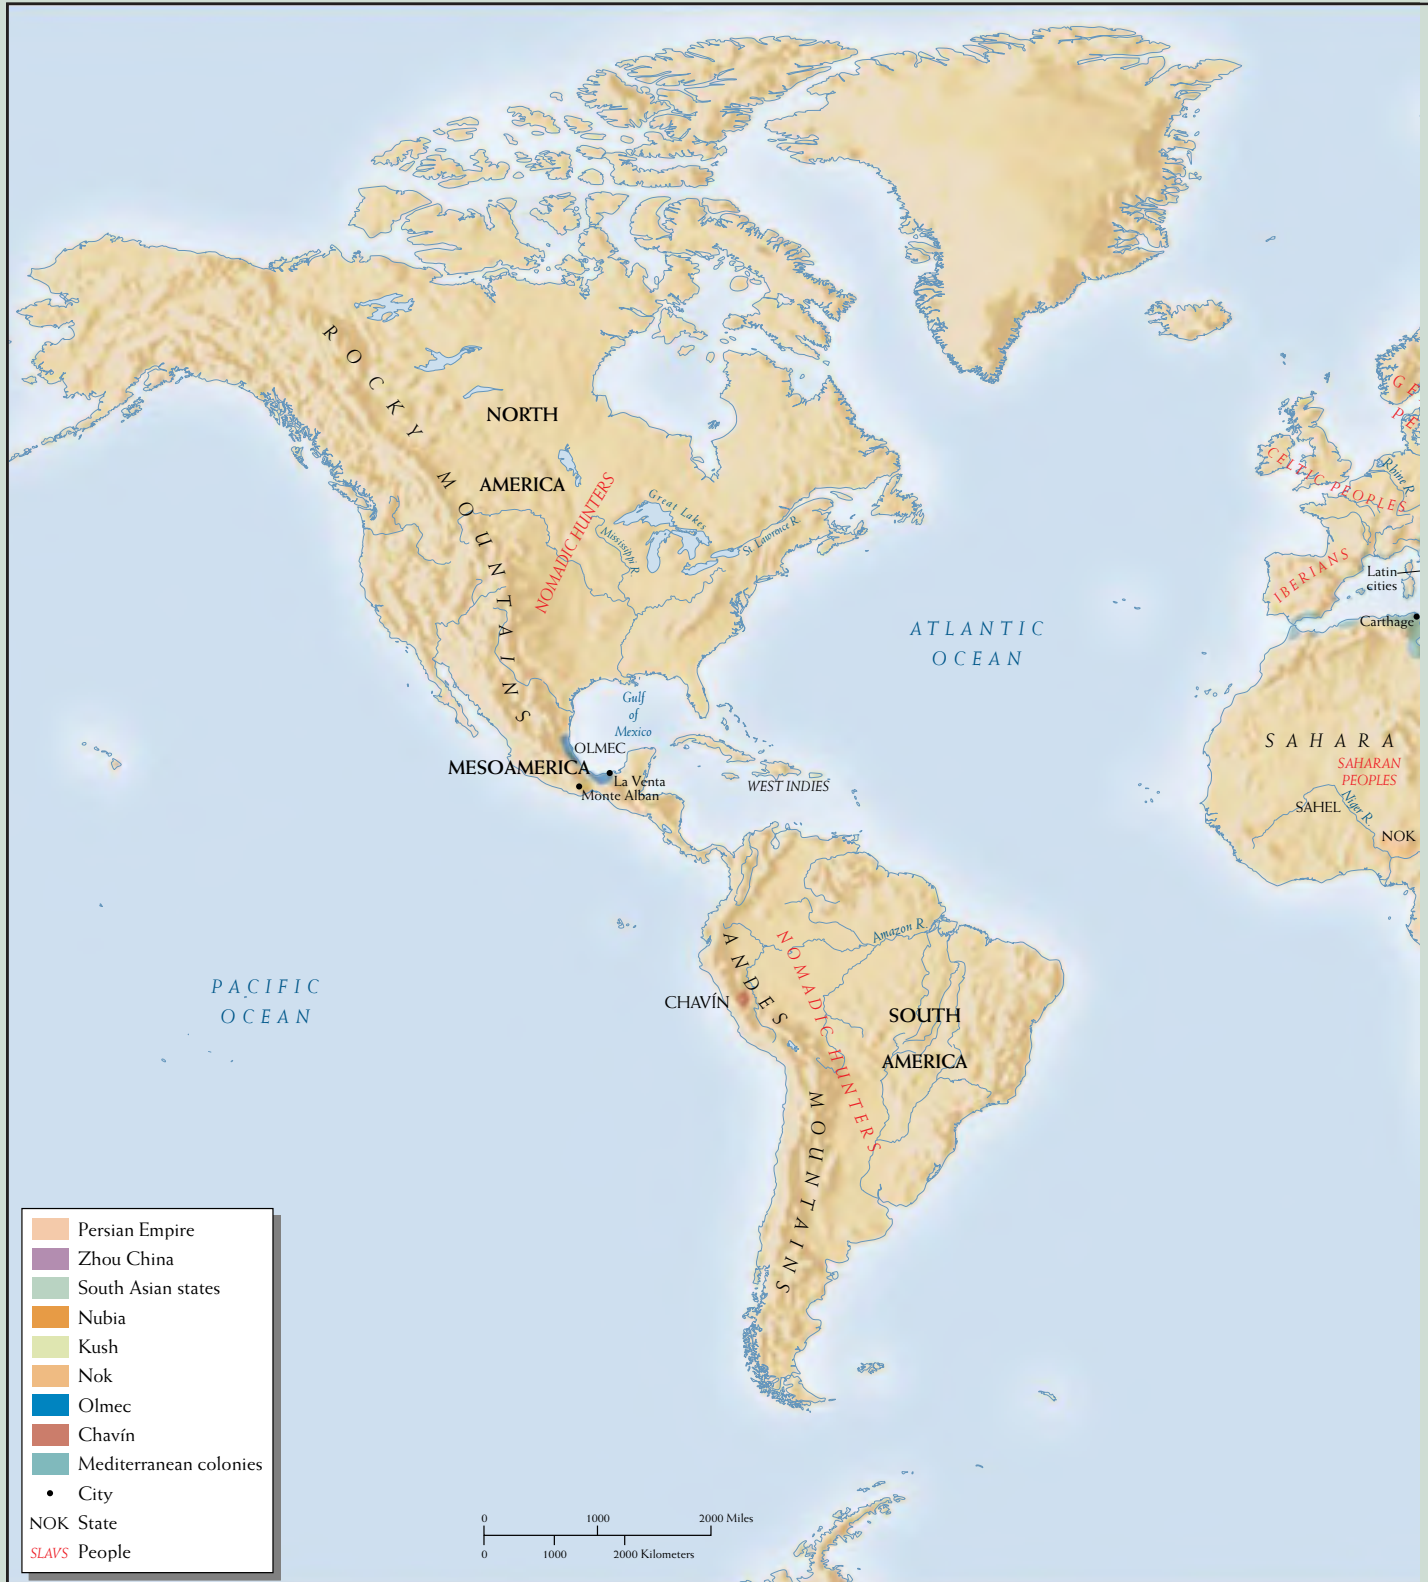 ROCKY MOUNTAINS
NORTH
AMERICA
NOMADIC HUNTERS
Great Lakes
Mississippi R.
St. Lawrence R.
ATLANTIC
OCEAN
Gulf
of
Mexico
OLMEC
MESOAMERICA
La Venta
Monte Alban
WEST INDIES
GE
PE
CELTIC PEOPLES
Rhine R.
IBERIANS
Latin
cities
Carthage
SAHARA
SAHARAN
PEOPLES
SAHEL
Niger R.
NOK
PACIFIC
OCEAN
ANDES MOUNTAINS
CHAVÍN
NOMADIC HUNTERS
Amazon R.
SOUTH
AMERICA
Persian Empire
Zhou China
South Asian states
Nubia
Kush
Nok
Olmec
Chavín
Mediterranean colonies
City
NOK State
SLAVS People
0 1000 2000 Miles
0 1000 2000 Kilometers